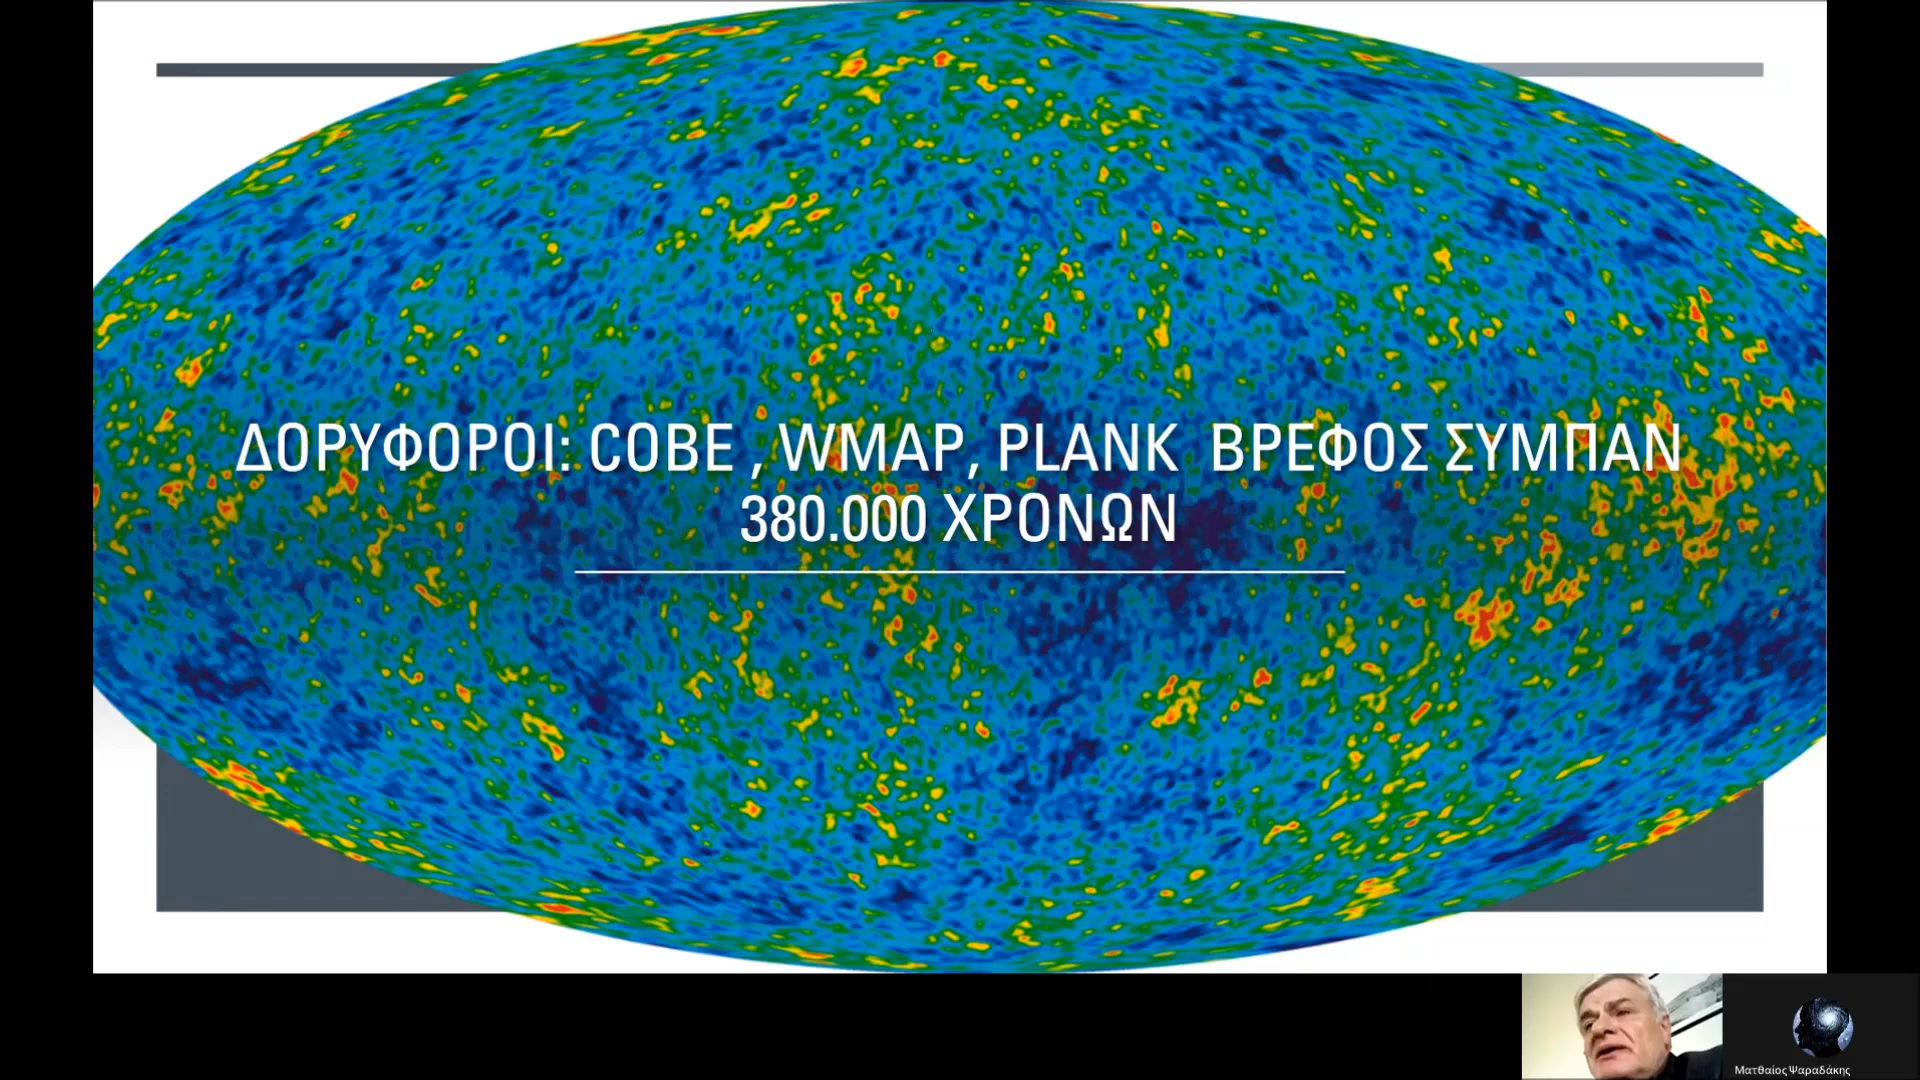 ΔΟΡΥΦΟΡΟΙ: COBE , WMAP, PLANK ΒΡΕΦΟΣ ΣΥΜΠΑΝ
380.000 ΧΡΟΝΩΝ
Ματθαίος Ψαραδάκης